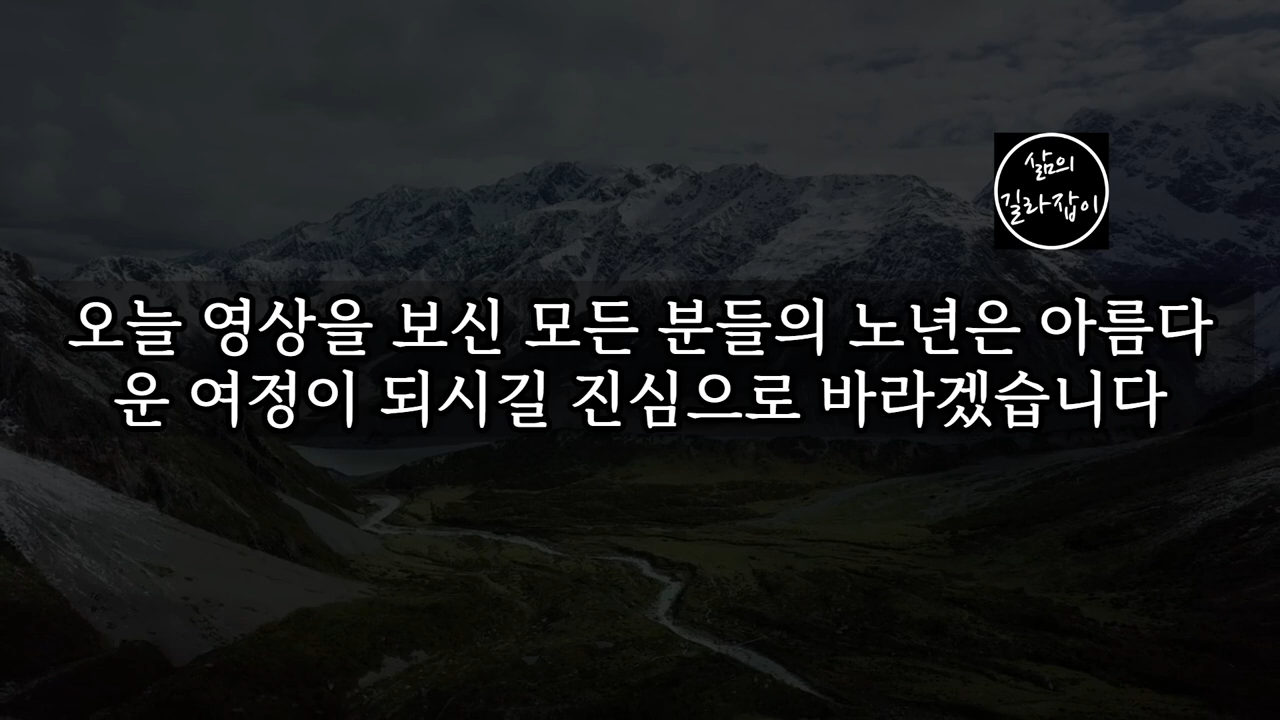 삶의
길라잡이
오늘 영상을 보신 모든 분들의 노년은 아름다
운 여정이 되시길 진심으로 바라겠습니다